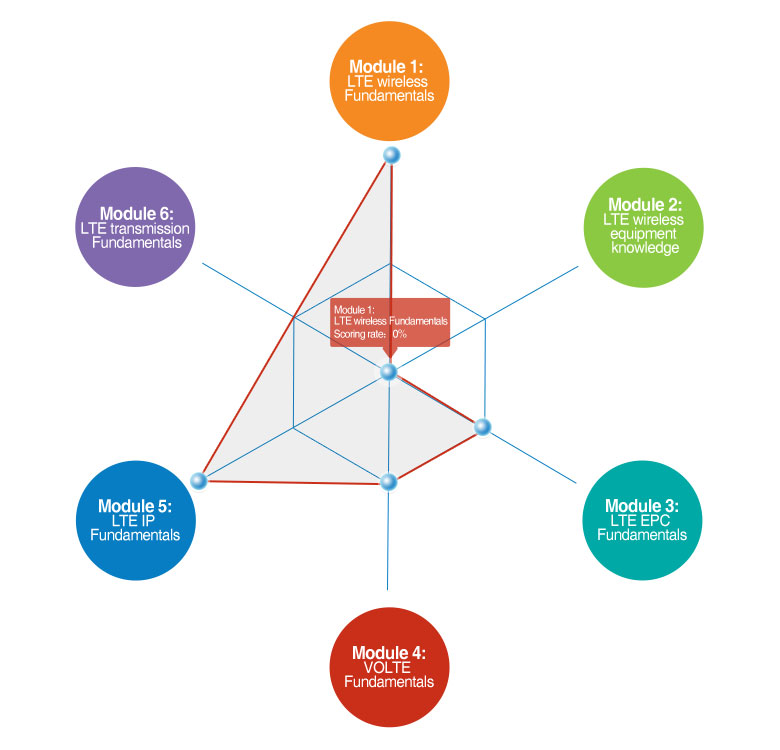 Module 1:
LTE wireless
Fundamentals
Module 6:
LTE transmission
Fundamentals
Module 2:
LTE wireless
equipment
knowledge
Module 1:
LTE wireless Fundamentals
Scoring rate: 0%
Module 5:
LTE IP
Fundamentals
Module 3:
LTE EPC
Fundamentals
Module 4:
VOLTE
Fundamentals